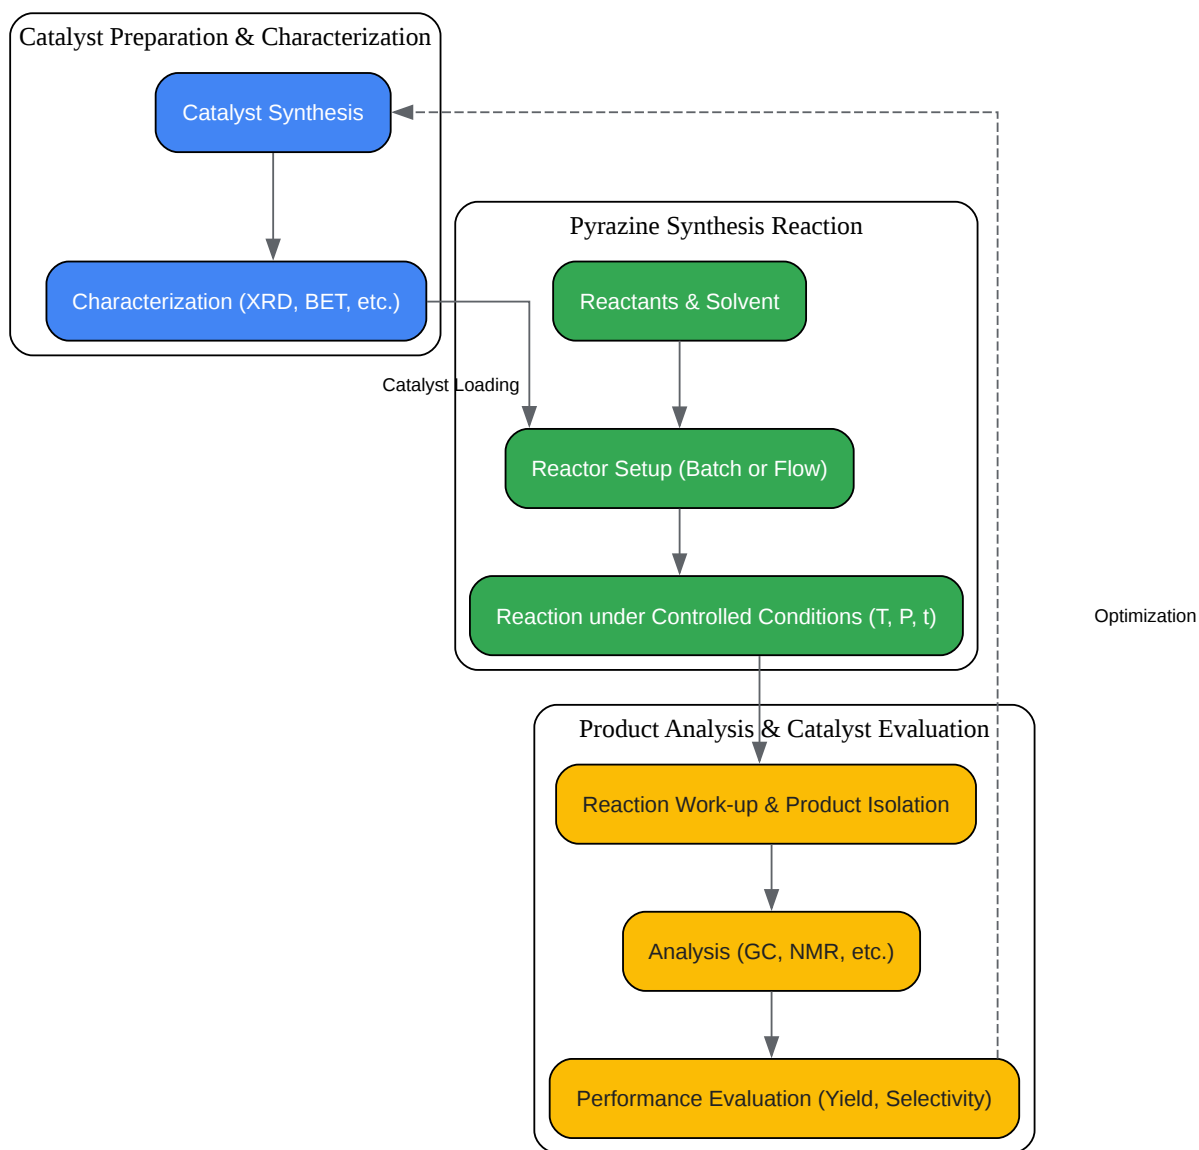 Catalyst Preparation & Characterization
Catalyst Synthesis
Characterization (XRD, BET, etc.)
Catalyst Loading
Pyrazine Synthesis Reaction
Reactants & Solvent
Reactor Setup (Batch or Flow)
Reaction under Controlled Conditions (T, P, t)
Optimization
Product Analysis & Catalyst Evaluation
Reaction Work-up & Product Isolation
Analysis (GC, NMR, etc.)
Performance Evaluation (Yield, Selectivity)